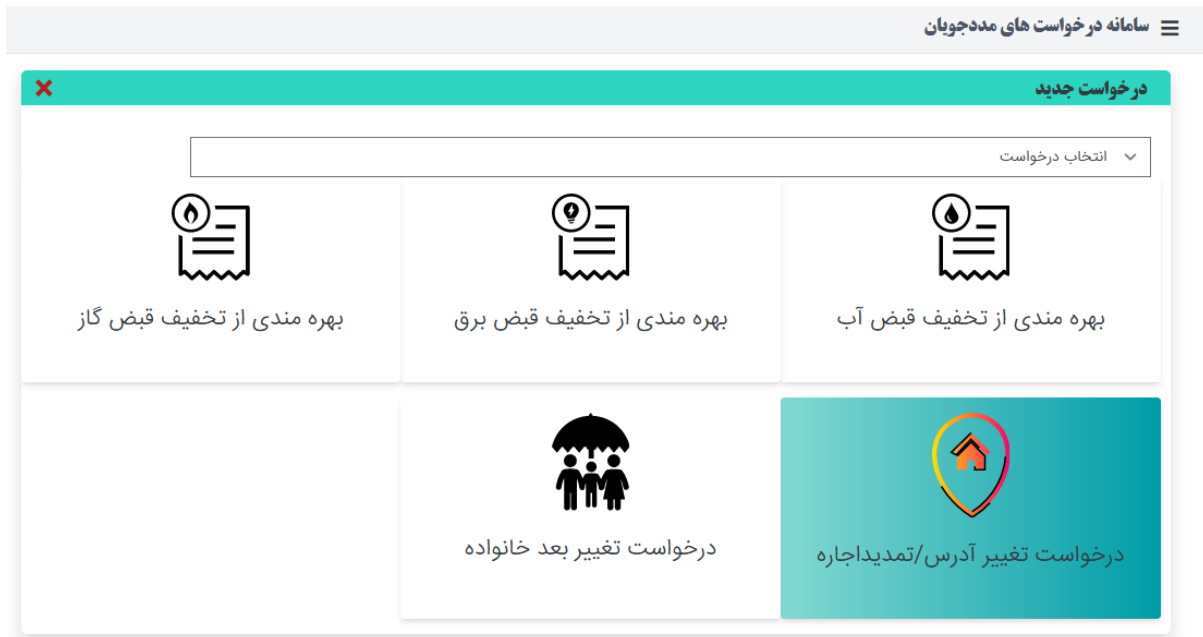 سامانه درخواست های مددجویان
درخواست جدید
انتخاب درخواست
بهره مندی از تخفیف قبض آب
بهره مندی از تخفیف قبض برق
بهره مندی از تخفیف قبض گاز
درخواست تغییر آدرس/تمدیداجاره
درخواست تغییر بعد خانواده